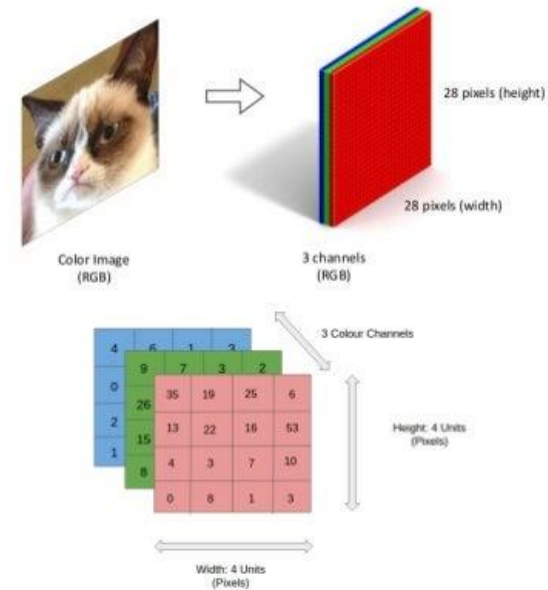 28 pixels (height)
28 pixels (width)
Color Image
(RGB)
3 channels
(RGB)
3 Colour Channels
4 6 1 3
9 7 3 2
35 19 25 6
0
26
13 22 16 53
Height: 4 Units
(Pixels)
2
15
4 3 7 10
1
8
0 8 1 3
Width: 4 Units
(Pixels)